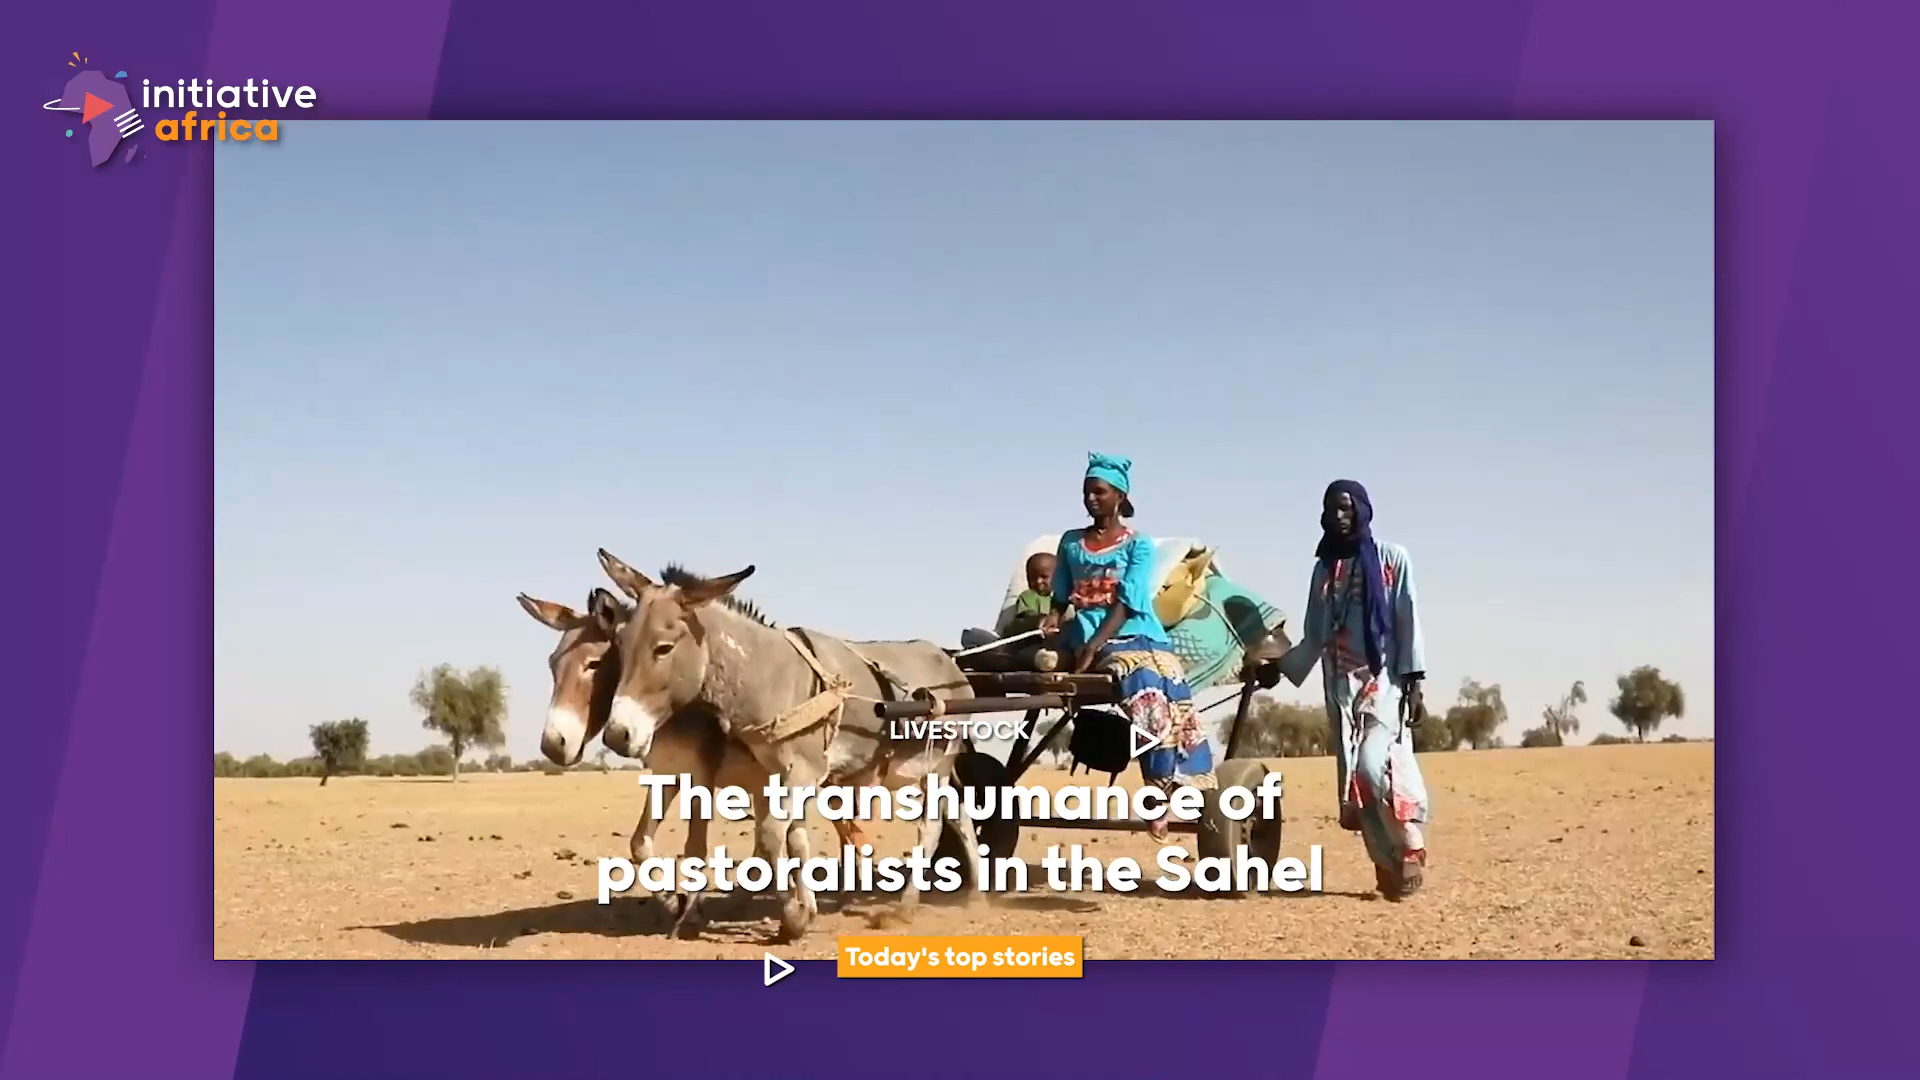 initiative
africa
LIVESTOCK
The transhumance of
pastoralists in the Sahel
Today's top stories